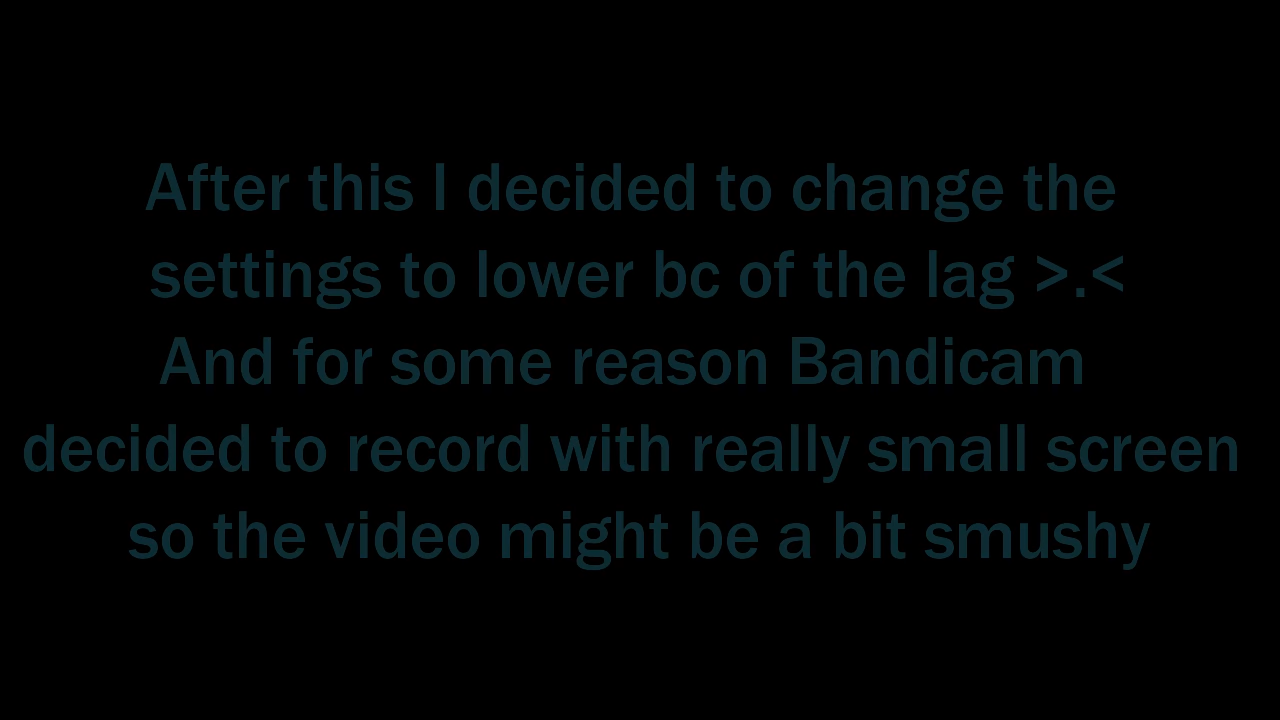 After this I decided to change the
settings to lower bc of the lag >.<
And for some reason Bandicam
decided to record with really small screen
so the video might be a bit smushy